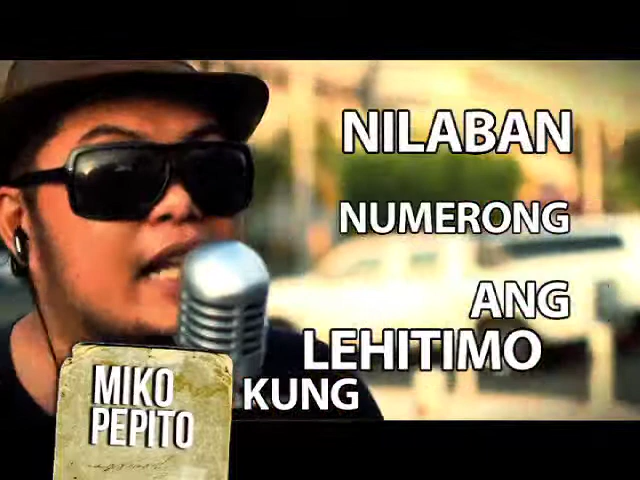 NILABAN
NUMERONG
ANG
LEHITIMO
KUNG
MIKO
PEPITO